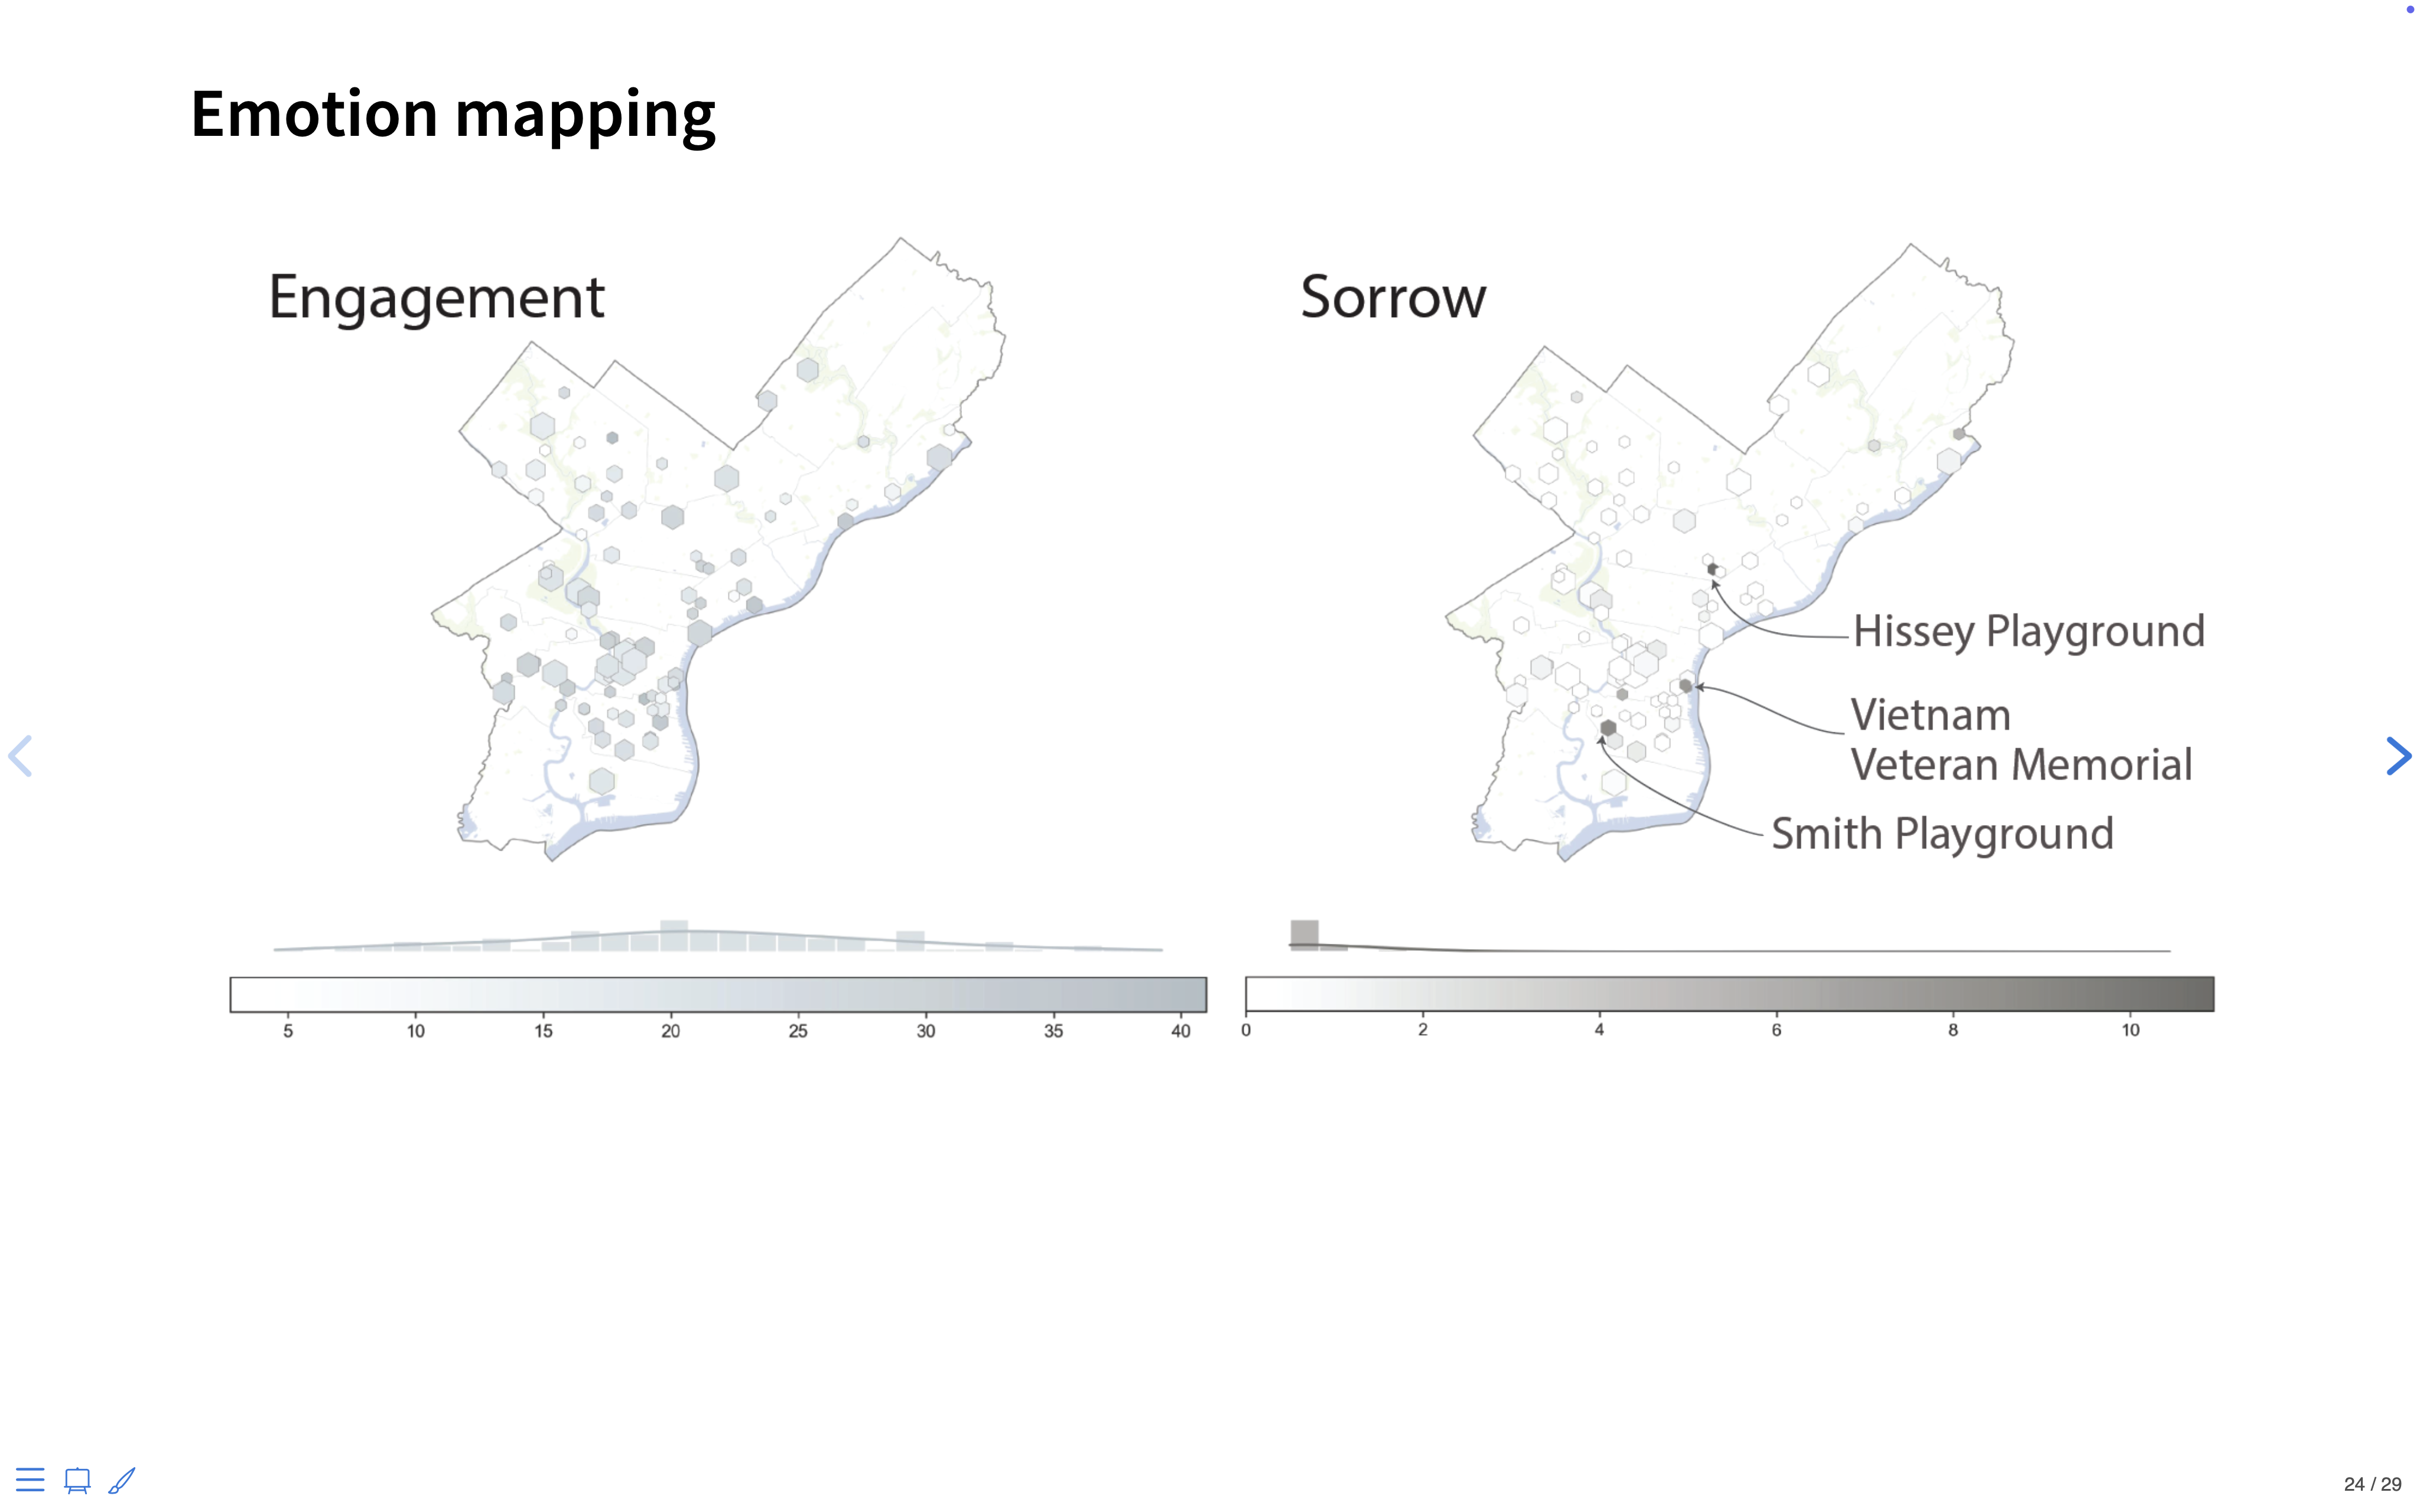 Emotion mapping
Engagement
Sorrow
Hissey Playground
Vietnam
Veteran Memorial
Smith Playground
5 10 15 20 25 30 35 40
0 2 4 6 8 10
24 / 29